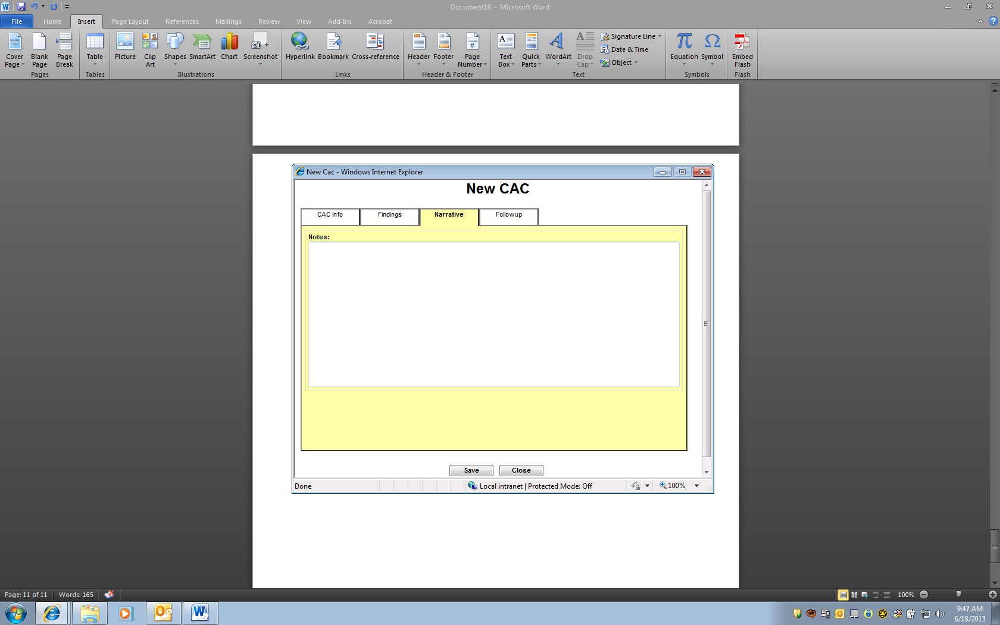 Document18 - Microsoft Word
File Home Insert Page Layout References Mailings Review View Add-Ins Acrobat
Cover Page
Blank Page
Page Break
Pages
Table
Tables
Picture
Clip Art
Shapes
SmartArt
Chart
Screenshot
Illustrations
Hyperlink
Bookmark
Cross-reference
Links
Header
Footer
Page Number
Header & Footer
Text Box
Quick Parts
WordArt
Drop Cap
Signature Line
Date & Time
Object
Text
Equation
Symbol
Symbols
Embed Flash
Flash
New Cac - Windows Internet Explorer
New CAC
CAC Info Findings Narrative Followup
Notes:
Save Close
Done Local intranet | Protected Mode: Off 100%
Page: 11 of 11 Words: 165 100%
9:47 AM
6/18/2013